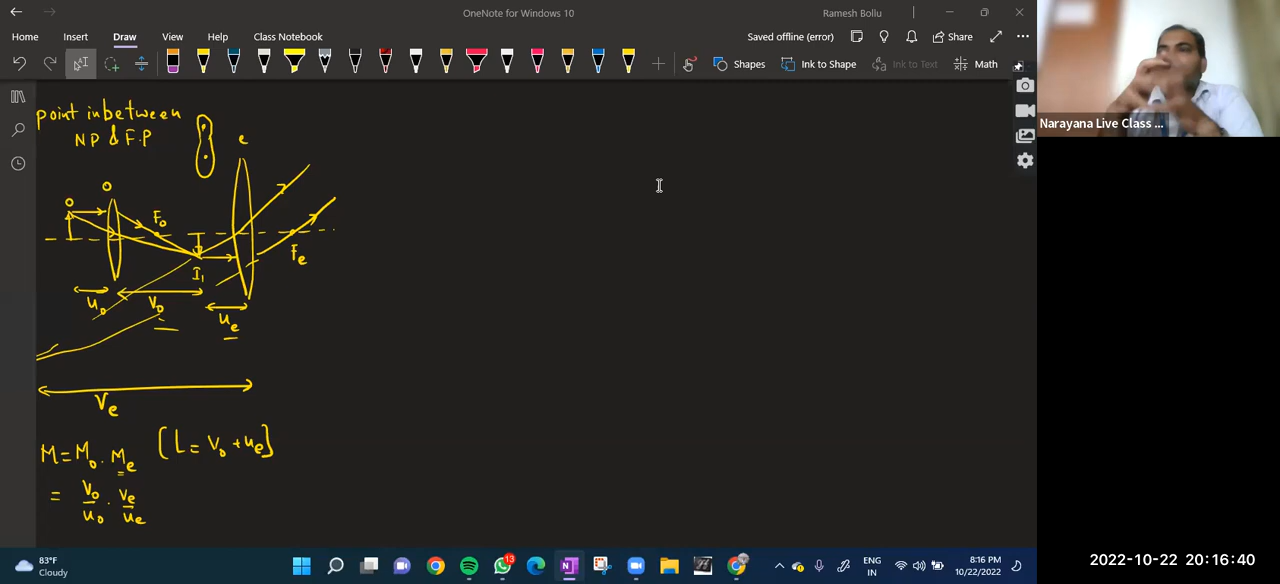 OneNote for Windows 10
Ramesh Bollu
Home Insert Draw View Help Class Notebook
Saved offline (error) Share
Shapes Ink to Shape Ink to Text Math
Narayana Live Class ...
point inbetween
NP & F.P
e
O O
Fo
I1 Fe
uo vo ue
Ve
M = Mo . Me [L = Vo + ue]
= Vo/uo . Ve/ue
83°F
Cloudy
13
ENG
IN
8:16 PM
10/22/2022
2022-10-22 20:16:40